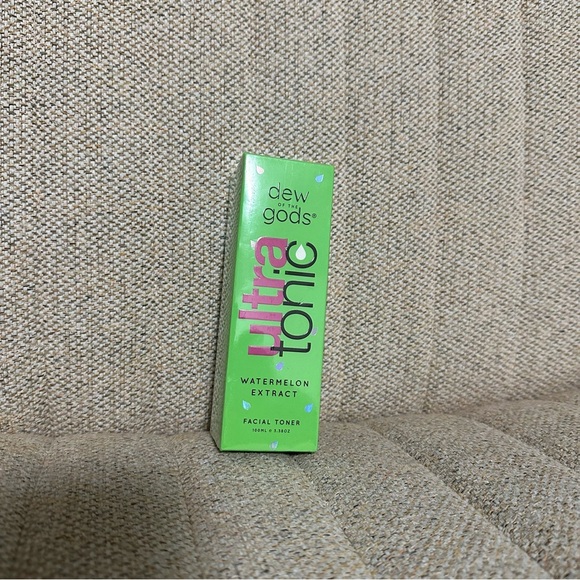 dew
OF THE
gods®
ultra
tonic
WATERMELON
EXTRACT
FACIAL TONER